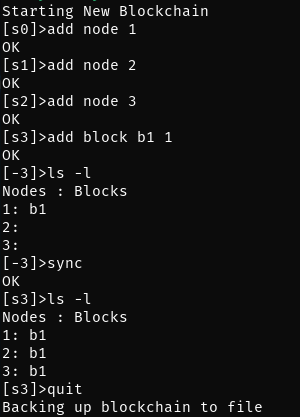 Starting New Blockchain
[s0]>add node 1
OK
[s1]>add node 2
OK
[s2]>add node 3
OK
[s3]>add block b1 1
OK
[-3]>ls -l
Nodes : Blocks
1: b1
2:
3:
[-3]>sync
OK
[s3]>ls -l
Nodes : Blocks
1: b1
2: b1
3: b1
[s3]>quit
Backing up blockchain to file